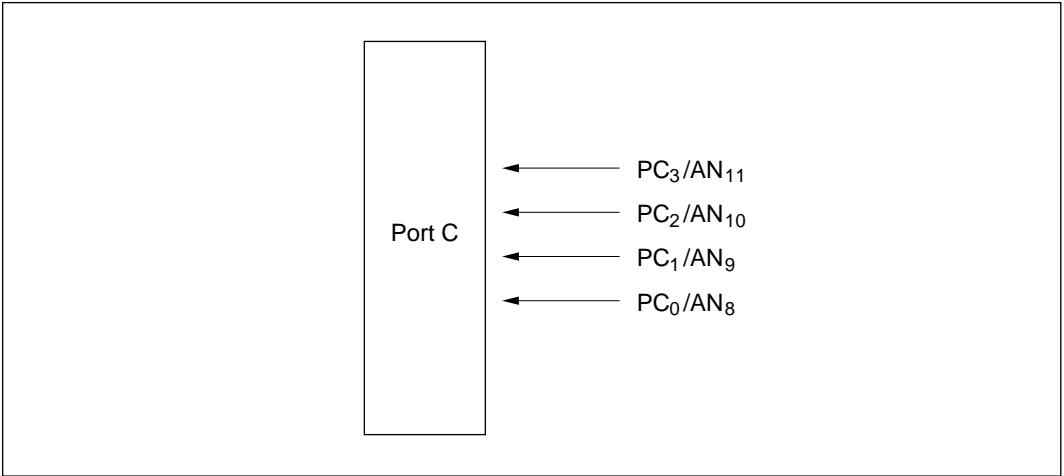 Port C
PC3/AN11
PC2/AN10
PC1/AN9
PC0/AN8